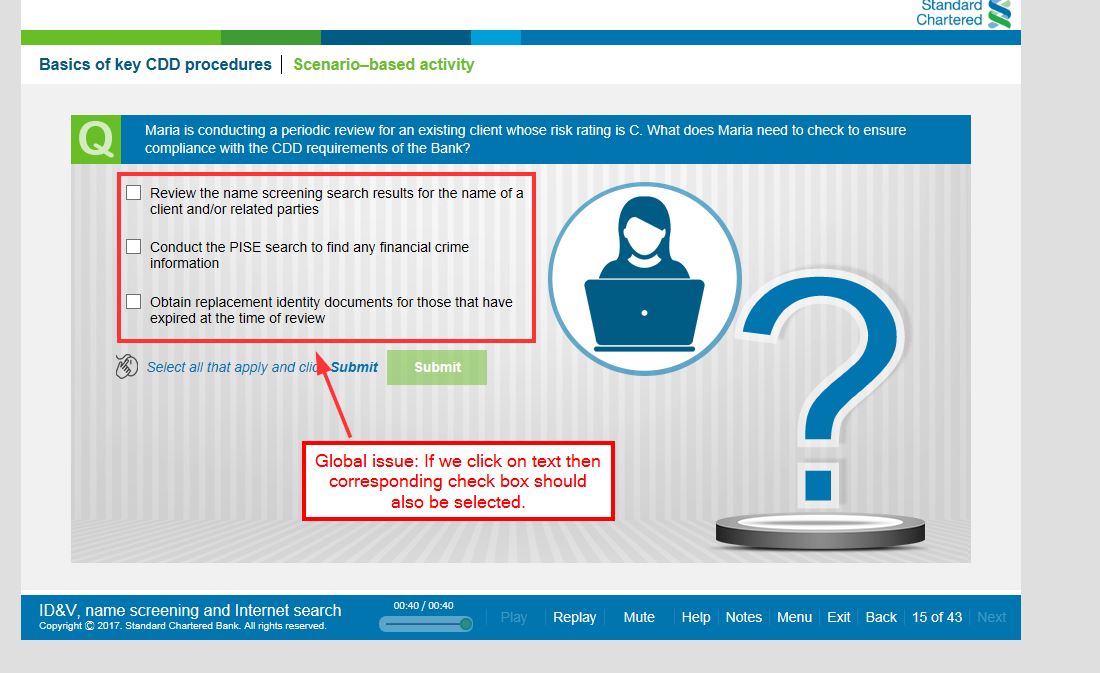 Standard
Chartered
Basics of key CDD procedures | Scenario–based activity
Q
Maria is conducting a periodic review for an existing client whose risk rating is C. What does Maria need to check to ensure
compliance with the CDD requirements of the Bank?
Review the name screening search results for the name of a
client and/or related parties
Conduct the PISE search to find any financial crime
information
Obtain replacement identity documents for those that have
expired at the time of review
Select all that apply and clic Submit
Submit
Global issue: If we click on text then
corresponding check box should
also be selected.
?
ID&V, name screening and Internet search
Copyright © 2017. Standard Chartered Bank. All rights reserved.
00:40 / 00:40
Play Replay Mute Help Notes Menu Exit Back 15 of 43 Next